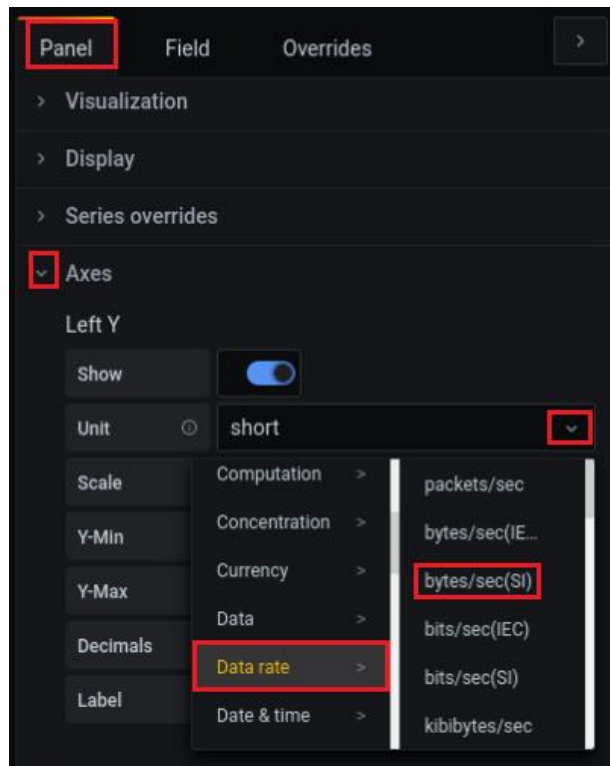 Panel Field Overrides
Visualization
Display
Series overrides
Axes
Left Y
Show
Unit short
Scale
Y-Min
Y-Max
Decimals
Label
Computation
Concentration
Currency
Data
Data rate
Date & time
packets/sec
bytes/sec(IE...
bytes/sec(SI)
bits/sec(IEC)
bits/sec(SI)
kibibytes/sec